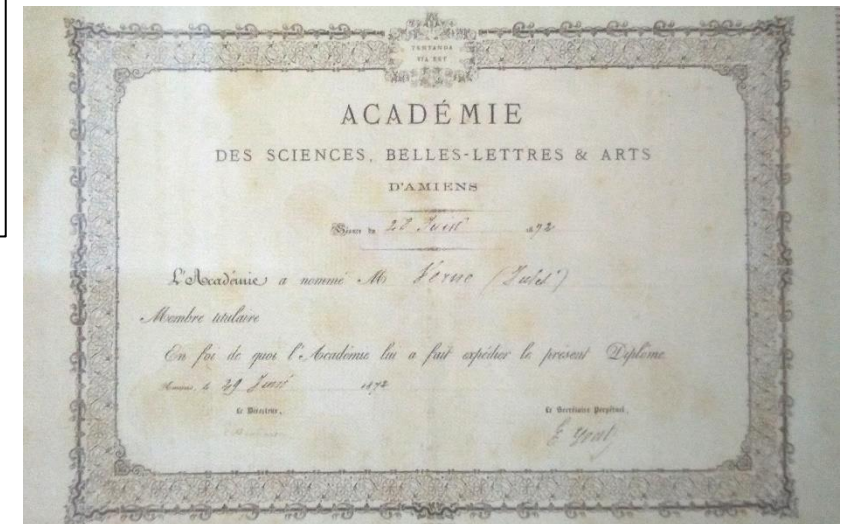 TENTANDA
VIA EST
ACADÉMIE
DES SCIENCES, BELLES-LETTRES & ARTS
D'AMIENS
Séance du 28 Juin 1872
L'Académie a nommé M Verne (Jules)
Membre titulaire
En foi de quoi l'Académie lui a fait expédier le présent Diplôme
Amiens, le 29 Juin 1872
Le Directeur, Le Secrétaire Perpétuel,